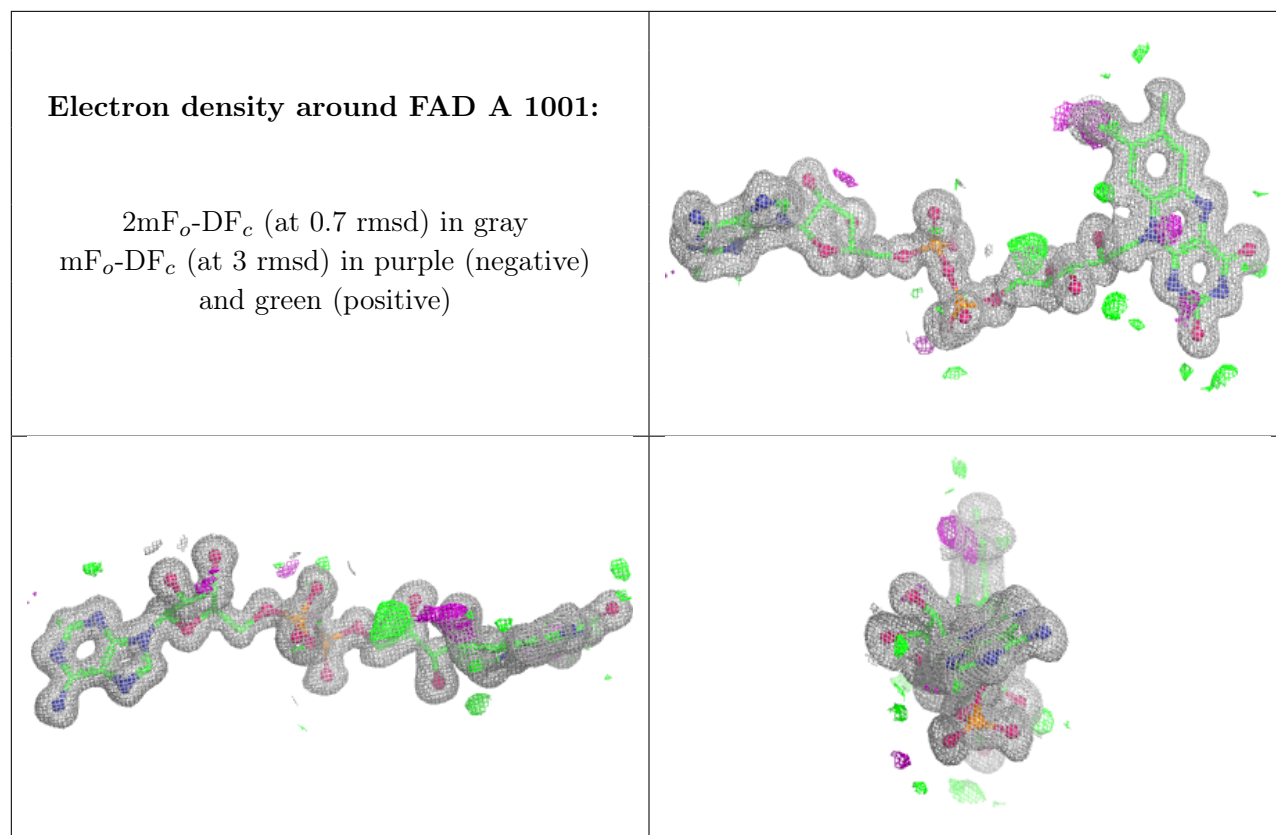 Electron density around FAD A 1001:
2mFₒ-DF𝑐 (at 0.7 rmsd) in gray
mFₒ-DF𝑐 (at 3 rmsd) in purple (negative)
and green (positive)